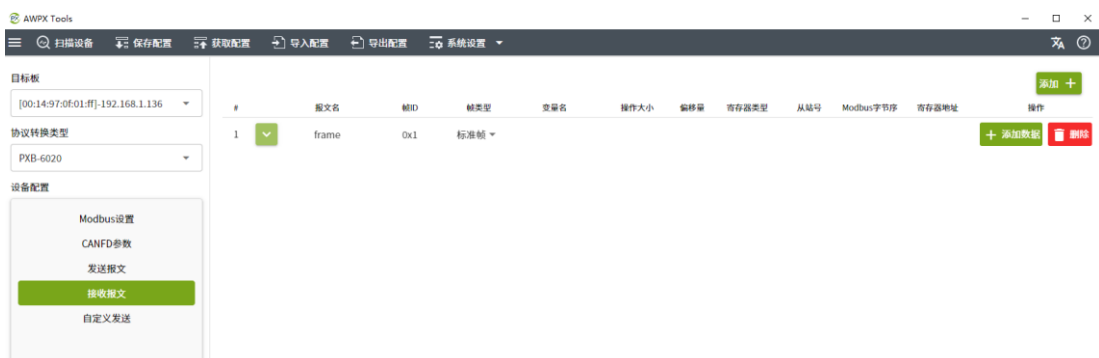 AWPX Tools
扫描设备 保存配置 获取配置 导入配置 导出配置 系统设置
目标板
[00:14:97:0f:01:ff]-192.168.1.136
协议转换类型
PXB-6020
设备配置
Modbus设置
CANFD参数
发送报文
接收报文
自定义发送
添加
# 报文名 帧ID 帧类型 变量名 操作大小 偏移量 寄存器类型 从站号 Modbus字节序 寄存器地址 操作
1 frame 0x1 标准帧 添加数据 删除